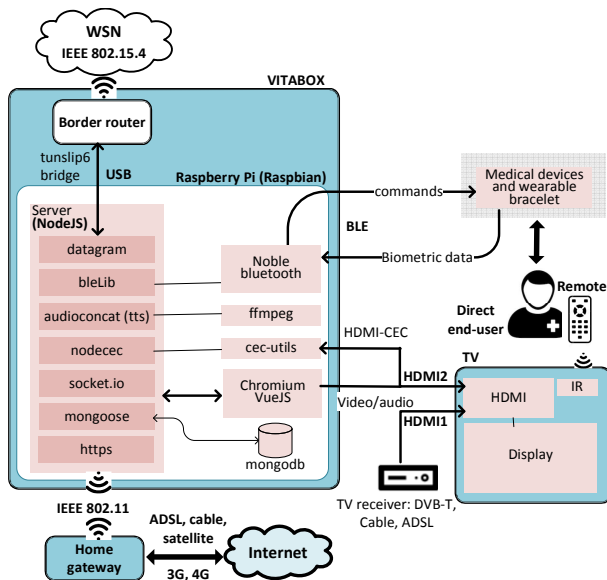 WSN
IEEE 802.15.4
VITABOX
Border router
tunslip6
bridge
USB
Raspberry Pi (Raspbian)
Server
(NodeJS)
datagram
bleLib
audioconcat (tts)
nodecec
socket.io
mongoose
https
Noble
bluetooth
ffmpeg
cec-utils
Chromium
VueJS
mongodb
commands
BLE
Biometric data
Medical devices
and wearable
bracelet
Direct
end-user
Remote
HDMI-CEC
HDMI2
Video/audio
HDMI1
TV
HDMI
IR
Display
TV receiver: DVB-T,
Cable, ADSL
IEEE 802.11
Home
gateway
ADSL, cable,
satellite
3G, 4G
Internet